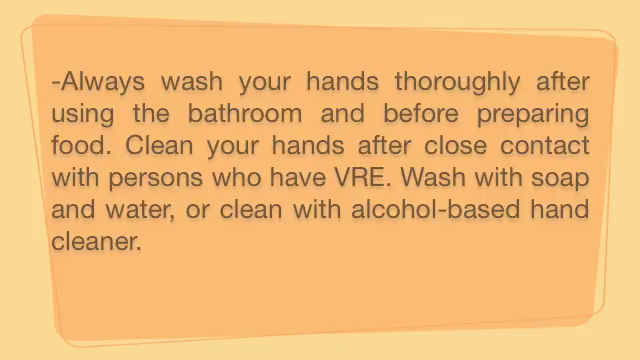 -Always wash your hands thoroughly after
using the bathroom and before preparing
food. Clean your hands after close contact
with persons who have VRE. Wash with soap
and water, or clean with alcohol-based hand
cleaner.